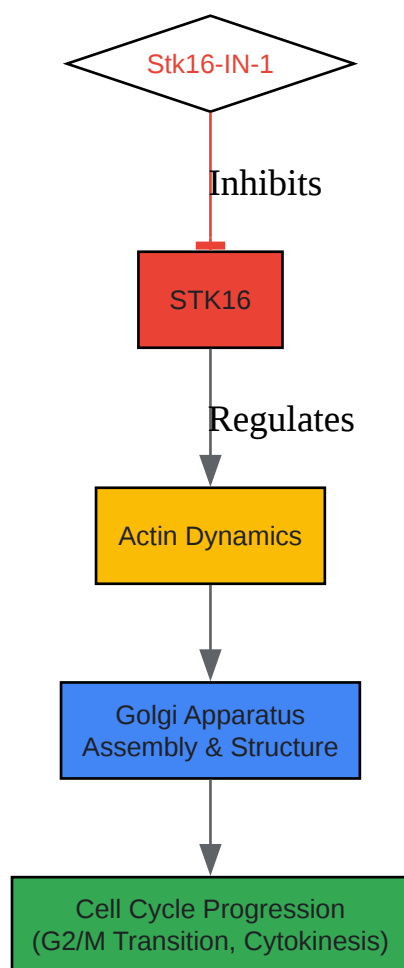 Stk16-IN-1
Inhibits
STK16
Regulates
Actin Dynamics
Golgi Apparatus
Assembly & Structure
Cell Cycle Progression
(G2/M Transition, Cytokinesis)